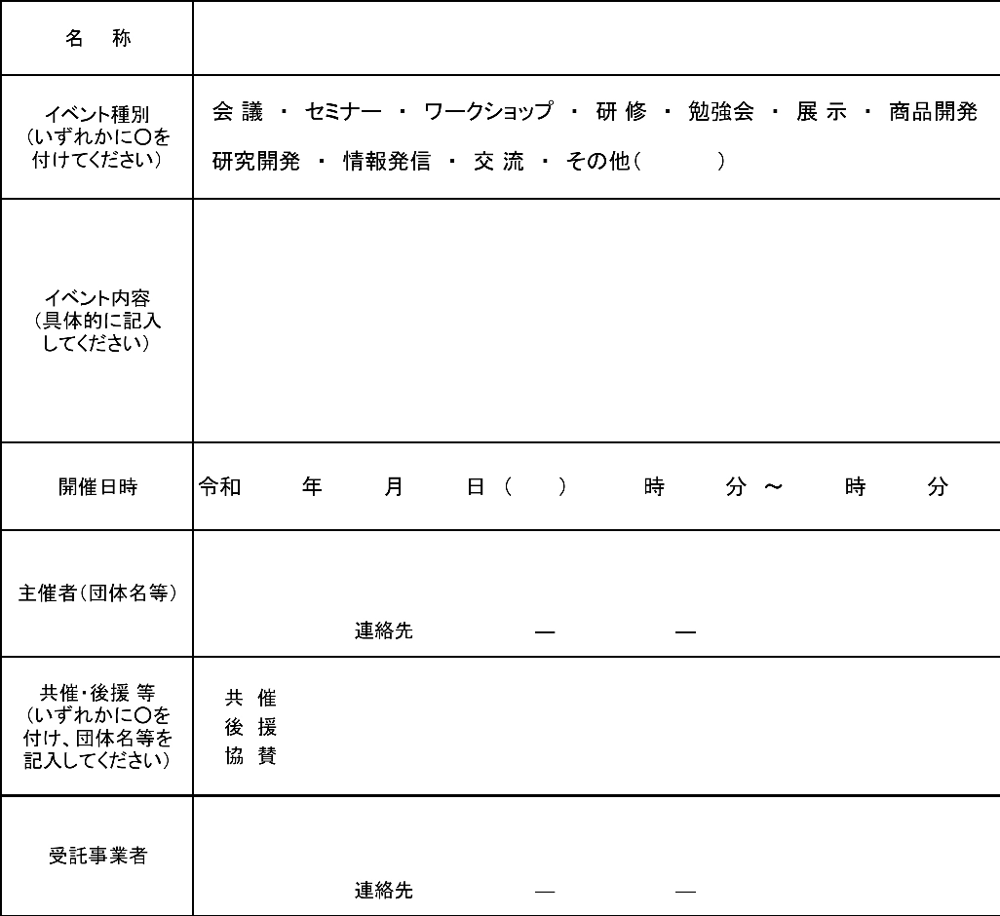 名　称
イベント種別
（いずれかに〇を
付けてください）
会 議 ・ セミナー ・ ワークショップ ・ 研 修 ・ 勉強会 ・ 展 示 ・ 商品開発
研究開発 ・ 情報発信 ・ 交 流 ・ その他（　　　）
イベント内容
（具体的に記入
してください）
開催日時
令和　　年　　月　　日（　　）　　時　　分 ～　　時　　分
主催者（団体名等）
連絡先　　　―　　　―
共催・後援 等
（いずれかに〇を
付け、団体名等を
記入してください）
共 催
後 援
協 賛
受託事業者
連絡先　　　―　　　―